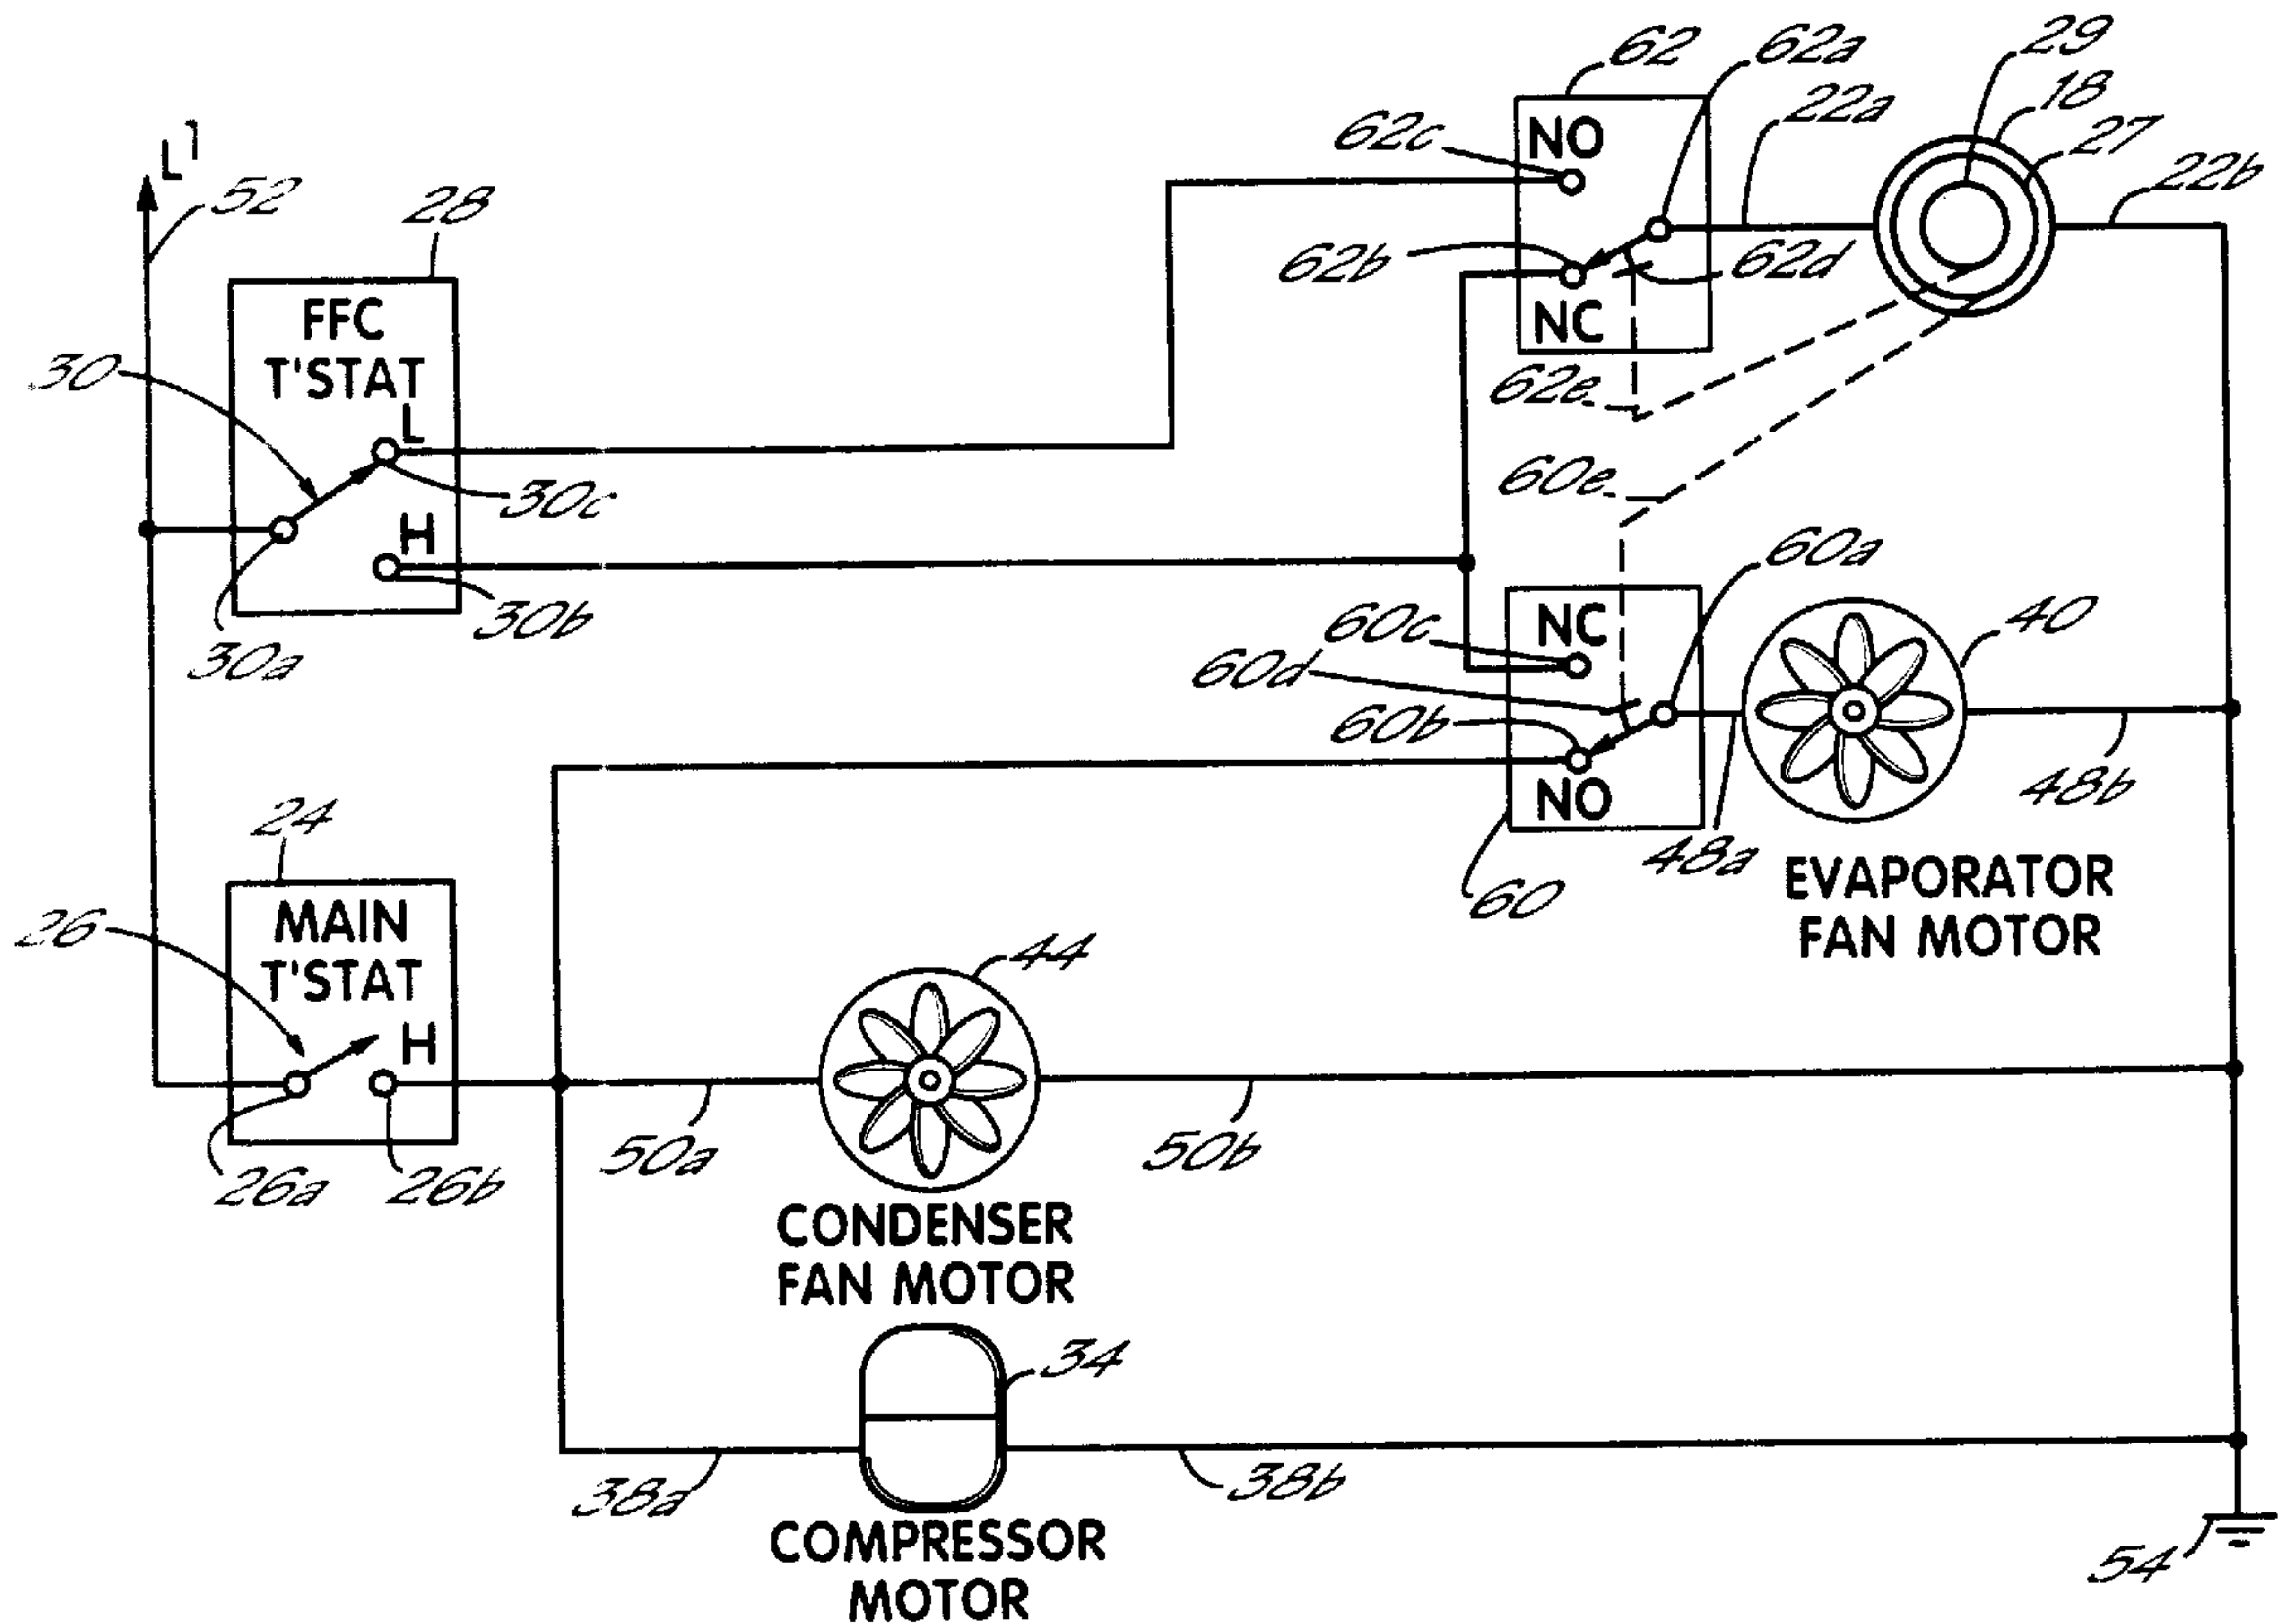 62
62a
29
18
27
22a
22b
62c
NO
L1
52
28
62b
62d
NC
FFC
T'STAT
30
L
62e
30c
60e
H
30b
30a
60a
60c
NC
60d
40
60b
NO
48b
48a
60
24
EVAPORATOR
FAN MOTOR
26
MAIN
T'STAT
44
H
50a
50b
26a
26b
CONDENSER
FAN MOTOR
34
38a
38b
COMPRESSOR
MOTOR
54